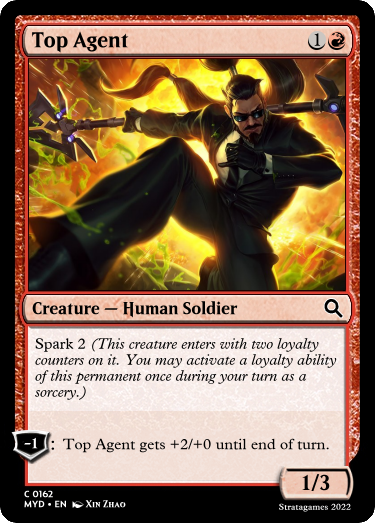 Top Agent 1
Creature — Human Soldier
Spark 2 (This creature enters with two loyalty
counters on it. You may activate a loyalty ability
of this permanent once during your turn as a
sorcery.)
-1: Top Agent gets +2/+0 until end of turn.
1/3
C 0162
MYD • EN Xin Zhao
Stratagames 2022